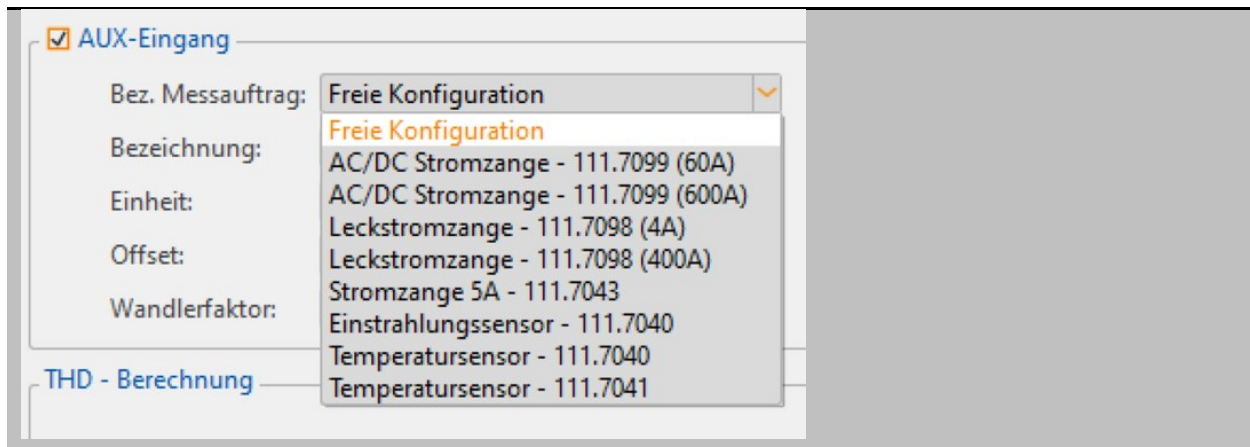 AUX-Eingang
Bez. Messauftrag: Freie Konfiguration
Freie Konfiguration
Bezeichnung:
AC/DC Stromzange - 111.7099 (60A)
AC/DC Stromzange - 111.7099 (600A)
Einheit:
Leckstromzange - 111.7098 (4A)
Offset:
Leckstromzange - 111.7098 (400A)
Stromzange 5A - 111.7043
Wandlerfaktor:
Einstrahlungssensor - 111.7040
Temperatursensor - 111.7040
THD - Berechnung
Temperatursensor - 111.7041